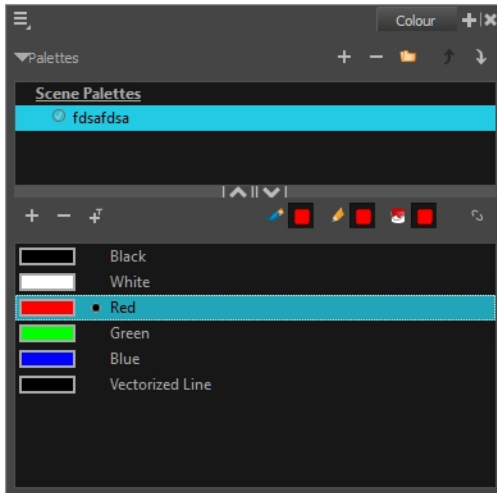 Colour
Palettes
Scene Palettes
fdsafdsa
Black
White
Red
Green
Blue
Vectorized Line